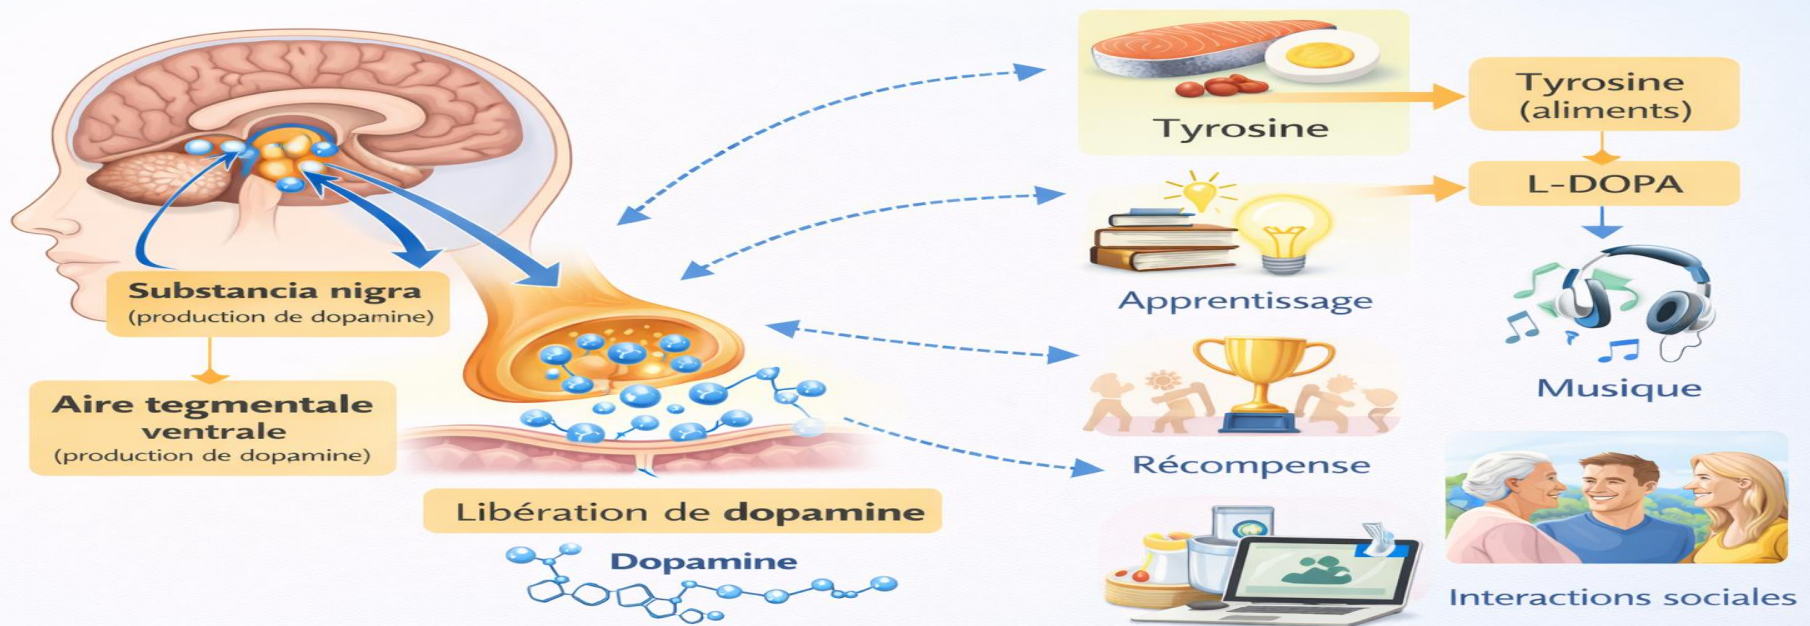 Substancia nigra
(production de dopamine)
Aire tegmentale
ventrale
(production de dopamine)
Libération de dopamine
Dopamine
Tyrosine
Apprentissage
Récompense
Tyrosine
(aliments)
L-DOPA
Musique
Interactions sociales